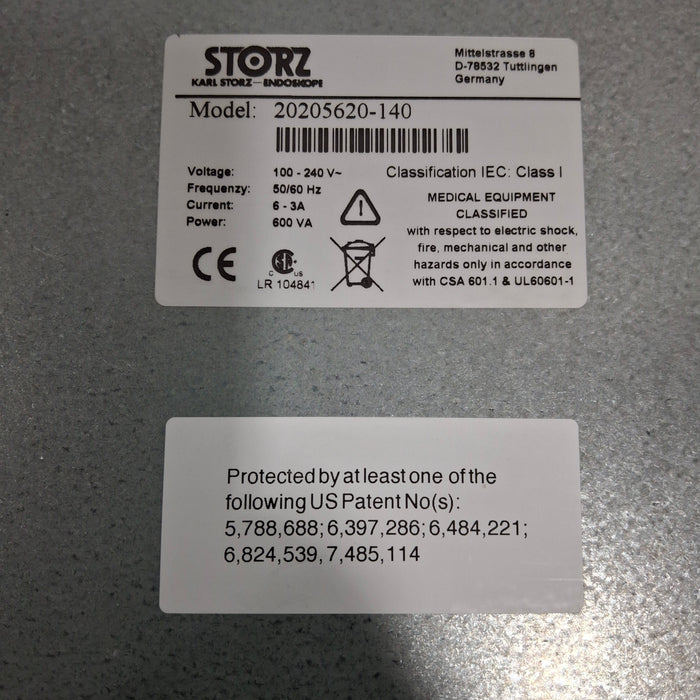 STORZ
KARL STORZ—ENDOSKOPE
Mittelstrasse 8
D-78532 Tuttlingen
Germany
Model: 20205620-140
Voltage: 100 - 240 V~
Frequenzy: 50/60 Hz
Current: 6 - 3A
Power: 600 VA
CE
SA
C US
LR 104841
Classification IEC: Class I
MEDICAL EQUIPMENT
CLASSIFIED
with respect to electric shock,
fire, mechanical and other
hazards only in accordance
with CSA 601.1 & UL60601-1
Protected by at least one of the
following US Patent No(s):
5,788,688; 6,397,286; 6,484,221;
6,824,539, 7,485,114